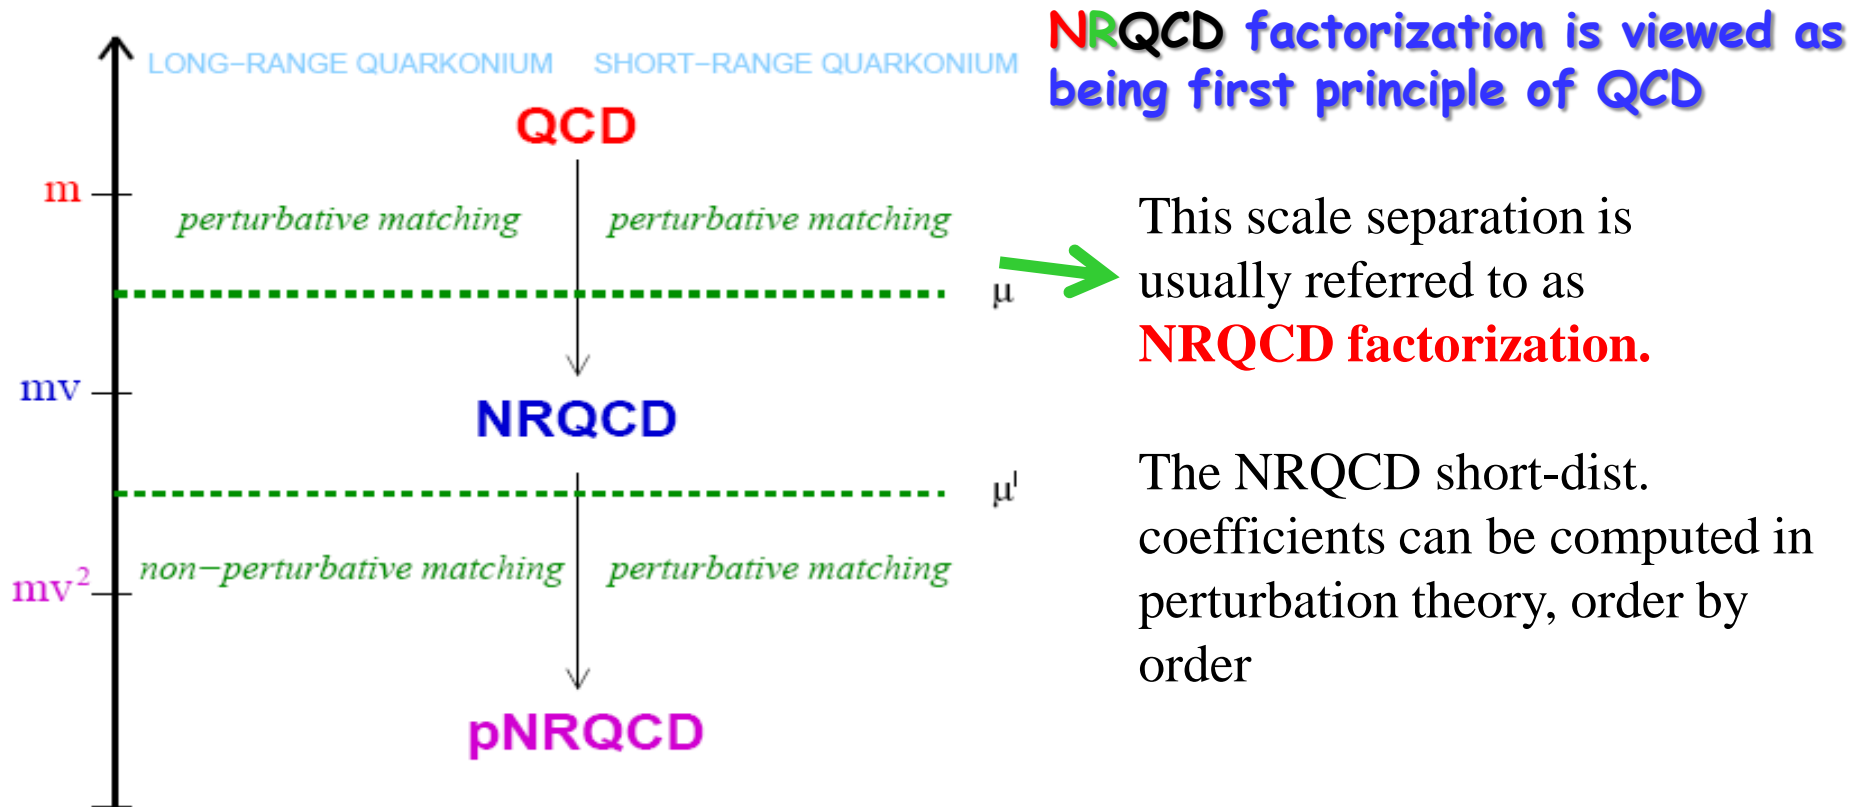 NRQCD factorization is viewed as
being first principle of QCD
LONG-RANGE QUARKONIUM SHORT-RANGE QUARKONIUM
QCD
m
perturbative matching perturbative matching
μ
mv
NRQCD
μ'
non-perturbative matching perturbative matching
mv²
pNRQCD
This scale separation is
usually referred to as
NRQCD factorization.
The NRQCD short-dist.
coefficients can be computed in
perturbation theory, order by
order